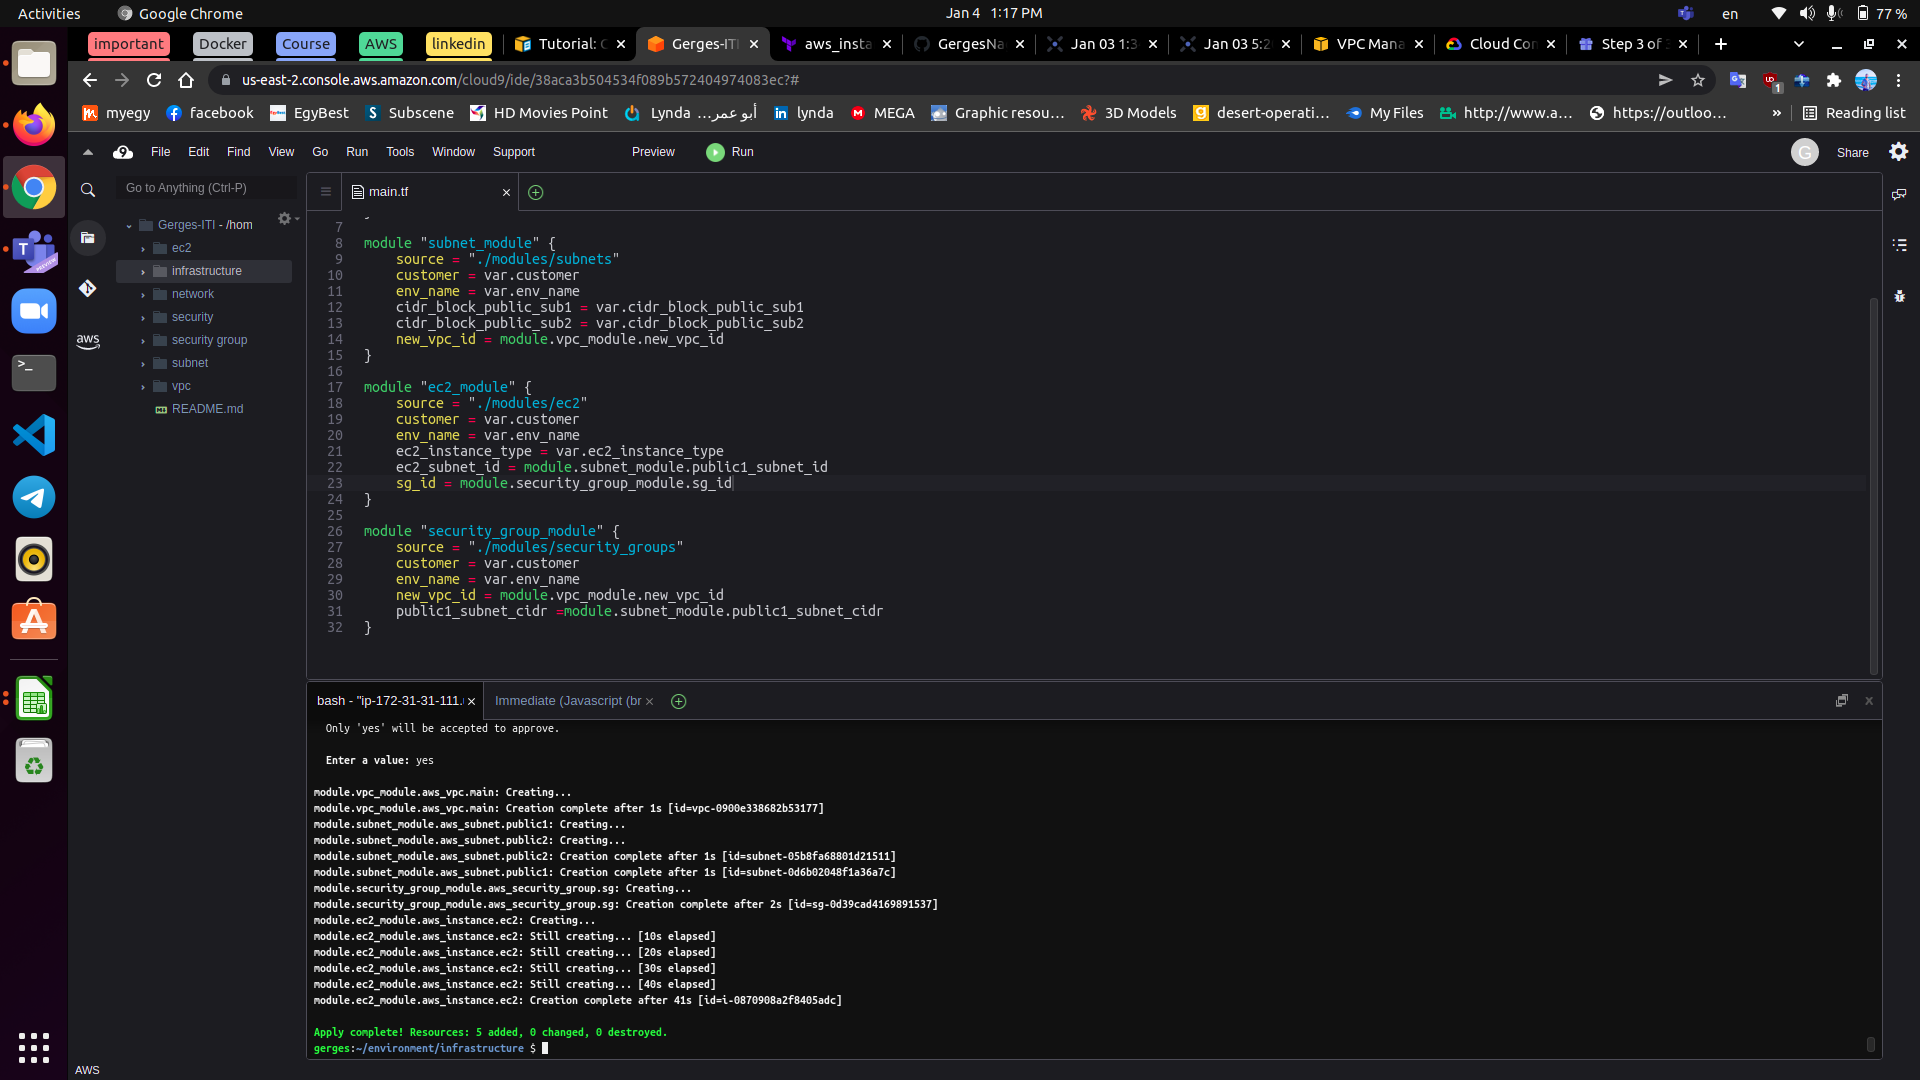 Activities
Google Chrome
Jan 4 1:17 PM
en
77 %
important
Docker
Course
AWS
linkedin
Tutorial: C
Gerges-ITI
aws_insta
GergesNa
Jan 03 1:3
Jan 03 5:2
VPC Mana
Cloud Con
Step 3 of
us-east-2.console.aws.amazon.com/cloud9/ide/38aca3b504534f089b572404974083ec?#
1
myegy
facebook
EgyBest
Subscene
HD Movies Point
Lynda …أبو عمر
lynda
MEGA
Graphic resou…
3D Models
desert-operati…
My Files
http://www.a…
https://outloo…
»
Reading list
9
File Edit Find View Go Run Tools Window Support
Preview
Run
G
Share
Go to Anything (Ctrl-P)
main.tf
Gerges-ITI - /hom
ec2
infrastructure
network
security
security group
subnet
vpc
README.md
aws
7
8 module "subnet_module" {
9 source = "./modules/subnets"
10 customer = var.customer
11 env_name = var.env_name
12 cidr_block_public_sub1 = var.cidr_block_public_sub1
13 cidr_block_public_sub2 = var.cidr_block_public_sub2
14 new_vpc_id = module.vpc_module.new_vpc_id
15 }
16
17 module "ec2_module" {
18 source = "./modules/ec2"
19 customer = var.customer
20 env_name = var.env_name
21 ec2_instance_type = var.ec2_instance_type
22 ec2_subnet_id = module.subnet_module.public1_subnet_id
23 sg_id = module.security_group_module.sg_id
24 }
25
26 module "security_group_module" {
27 source = "./modules/security_groups"
28 customer = var.customer
29 env_name = var.env_name
30 new_vpc_id = module.vpc_module.new_vpc_id
31 public1_subnet_cidr =module.subnet_module.public1_subnet_cidr
32 }
bash - "ip-172-31-31-111.
Immediate (Javascript (br
Only 'yes' will be accepted to approve.
Enter a value: yes
module.vpc_module.aws_vpc.main: Creating...
module.vpc_module.aws_vpc.main: Creation complete after 1s [id=vpc-0900e338682b53177]
module.subnet_module.aws_subnet.public1: Creating...
module.subnet_module.aws_subnet.public2: Creating...
module.subnet_module.aws_subnet.public2: Creation complete after 1s [id=subnet-05b8fa68801d21511]
module.subnet_module.aws_subnet.public1: Creation complete after 1s [id=subnet-0d6b02048f1a36a7c]
module.security_group_module.aws_security_group.sg: Creating...
module.security_group_module.aws_security_group.sg: Creation complete after 2s [id=sg-0d39cad4169891537]
module.ec2_module.aws_instance.ec2: Creating...
module.ec2_module.aws_instance.ec2: Still creating... [10s elapsed]
module.ec2_module.aws_instance.ec2: Still creating... [20s elapsed]
module.ec2_module.aws_instance.ec2: Still creating... [30s elapsed]
module.ec2_module.aws_instance.ec2: Still creating... [40s elapsed]
module.ec2_module.aws_instance.ec2: Creation complete after 41s [id=i-0870908a2f8405adc]
Apply complete! Resources: 5 added, 0 changed, 0 destroyed.
gerges:~/environment/infrastructure $
AWS